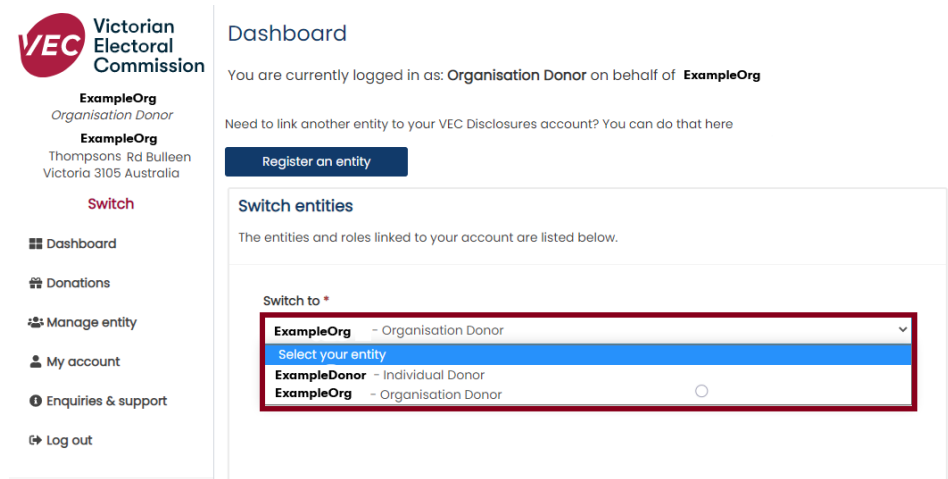 VEC
Victorian
Electoral
Commission
ExampleOrg
Organisation Donor
ExampleOrg
Thompsons Rd Bulleen
Victoria 3105 Australia
Switch
Dashboard
Donations
Manage entity
My account
Enquiries & support
Log out
Dashboard
You are currently logged in as: Organisation Donor on behalf of ExampleOrg
Need to link another entity to your VEC Disclosures account? You can do that here
Register an entity
Switch entities
The entities and roles linked to your account are listed below.
Switch to *
ExampleOrg - Organisation Donor
Select your entity
ExampleDonor - Individual Donor
ExampleOrg - Organisation Donor